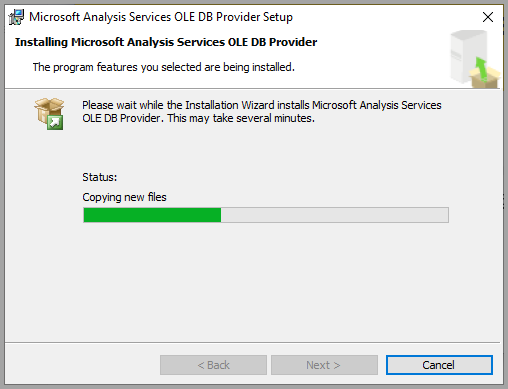 Microsoft Analysis Services OLE DB Provider Setup
Installing Microsoft Analysis Services OLE DB Provider
The program features you selected are being installed.
Please wait while the Installation Wizard installs Microsoft Analysis Services
OLE DB Provider. This may take several minutes.
Status:
Copying new files
< Back
Next >
Cancel